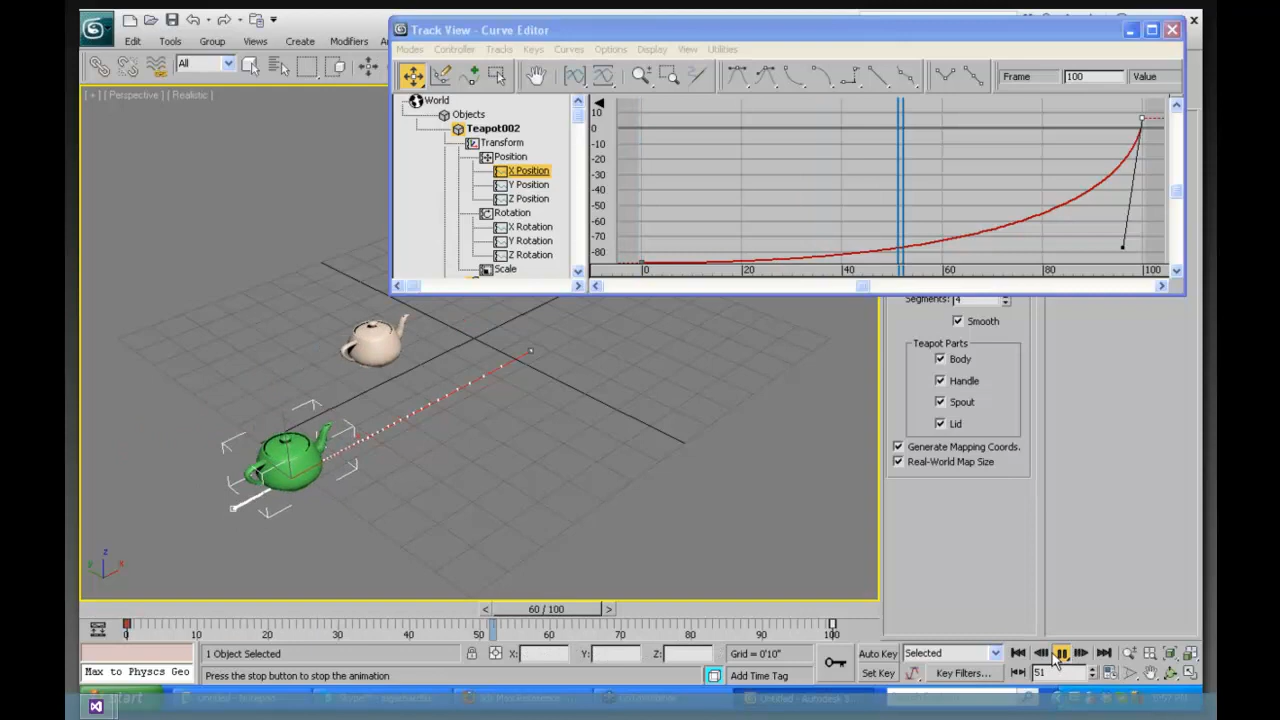 Track View - Curve Editor
Edit Tools Group Views Create Modifiers
Modes Controller Tracks Keys Curves Options Display View Utilities
All
Frame 100 Value
[ + ] [ Perspective ] [ Realistic ]
World
Objects
Teapot002
Transform
Position
X Position
Y Position
Z Position
Rotation
X Rotation
Y Rotation
Z Rotation
Scale
10
0
-10
-20
-30
-40
-50
-60
-70
-80
0 20 40 60 80 100
Segments: 4
Smooth
Teapot Parts
Body
Handle
Spout
Lid
Generate Mapping Coords.
Real-World Map Size
z
y x
60 / 100
0 10 20 30 40 50 60 70 80 90 100
1 Object Selected X: Y: Z: Grid = 0'10" Auto Key Selected
Max to Physics Geo Press the stop button to stop the animation Add Time Tag Set Key Key Filters... 51
start